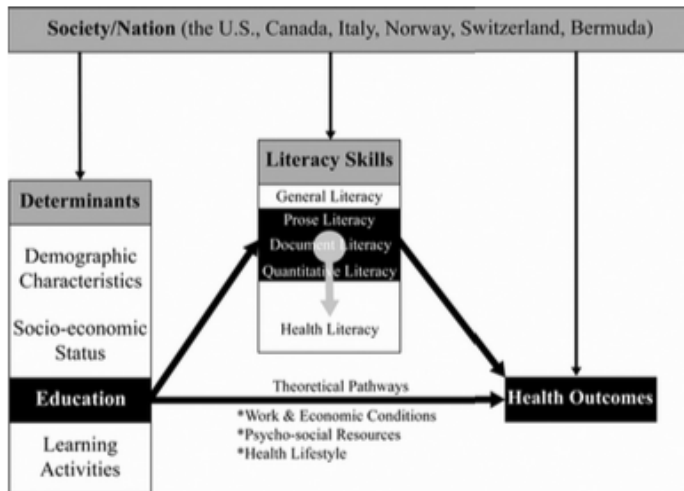 Society/Nation (the U.S., Canada, Italy, Norway, Switzerland, Bermuda)
Literacy Skills
General Literacy
Prose Literacy
Document Literacy
Quantitative Literacy
Health Literacy
Determinants
Demographic
Characteristics
Socio-economic
Status
Education
Learning
Activities
Theoretical Pathways
*Work & Economic Conditions
*Psycho-social Resources
*Health Lifestyle
Health Outcomes